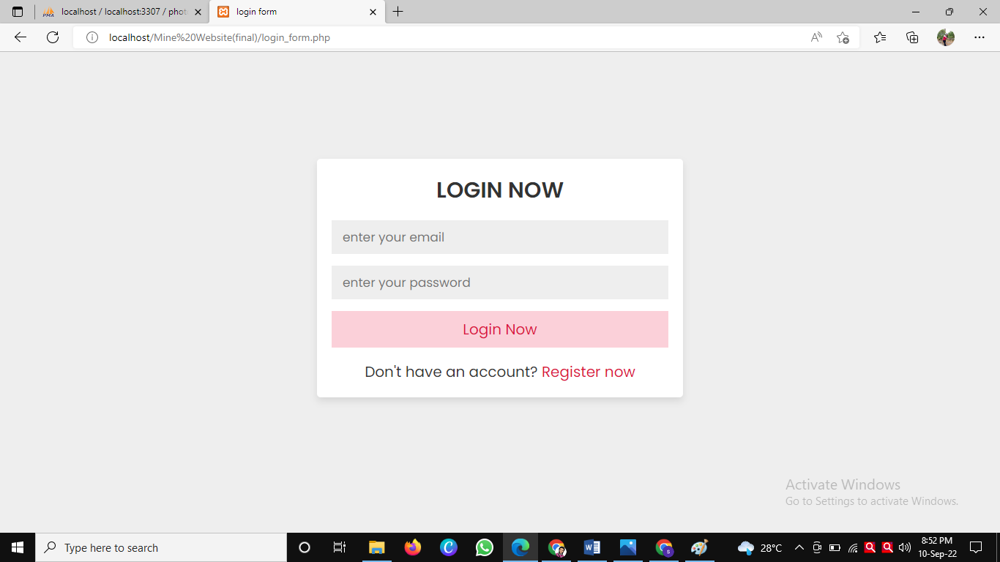 localhost / localhost:3307 / phot
login form
localhost/Mine%20Website(final)/login_form.php
LOGIN NOW
enter your email
enter your password
Login Now
Don't have an account? Register now
Activate Windows
Go to Settings to activate Windows.
Type here to search
28°C
8:52 PM
10-Sep-22